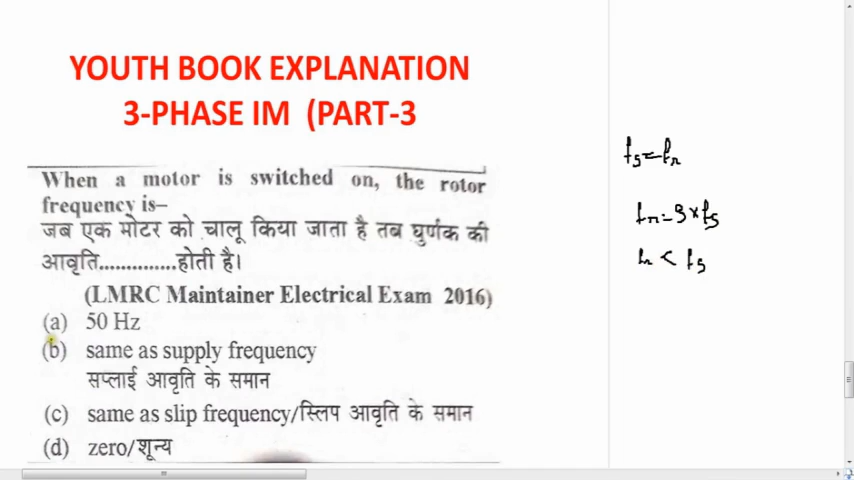 YOUTH BOOK EXPLANATION
3-PHASE IM (PART-3
When a motor is switched on, the rotor
frequency is–
जब एक मोटर को चालू किया जाता है तब घुर्णक की
आवृति..............होती है।
(LMRC Maintainer Electrical Exam 2016)
(a) 50 Hz
(b) same as supply frequency
सप्लाई आवृति के समान
(c) same as slip frequency/स्लिप आवृति के समान
(d) zero/शून्य
fs=fr
fr=s×fs
fr < fs